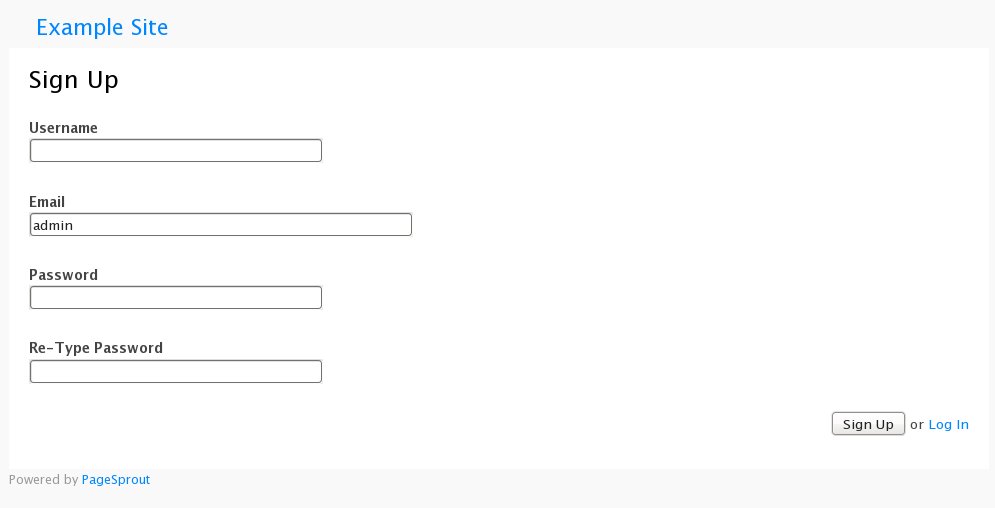 Example Site
Sign Up
Username
Email
admin
Password
Re-Type Password
Sign Up or Log In
Powered by PageSprout